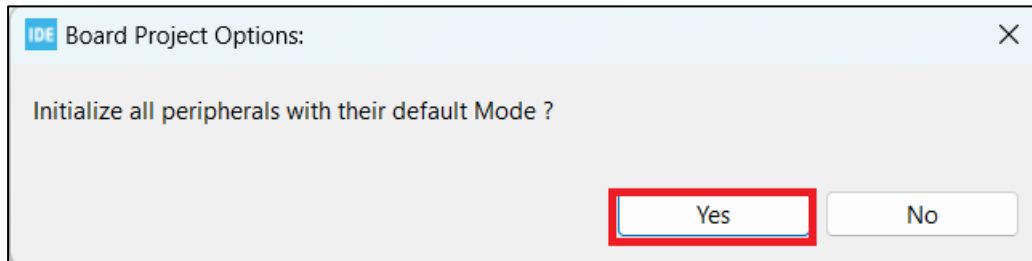 IDE Board Project Options:
Initialize all peripherals with their default Mode ?
Yes No